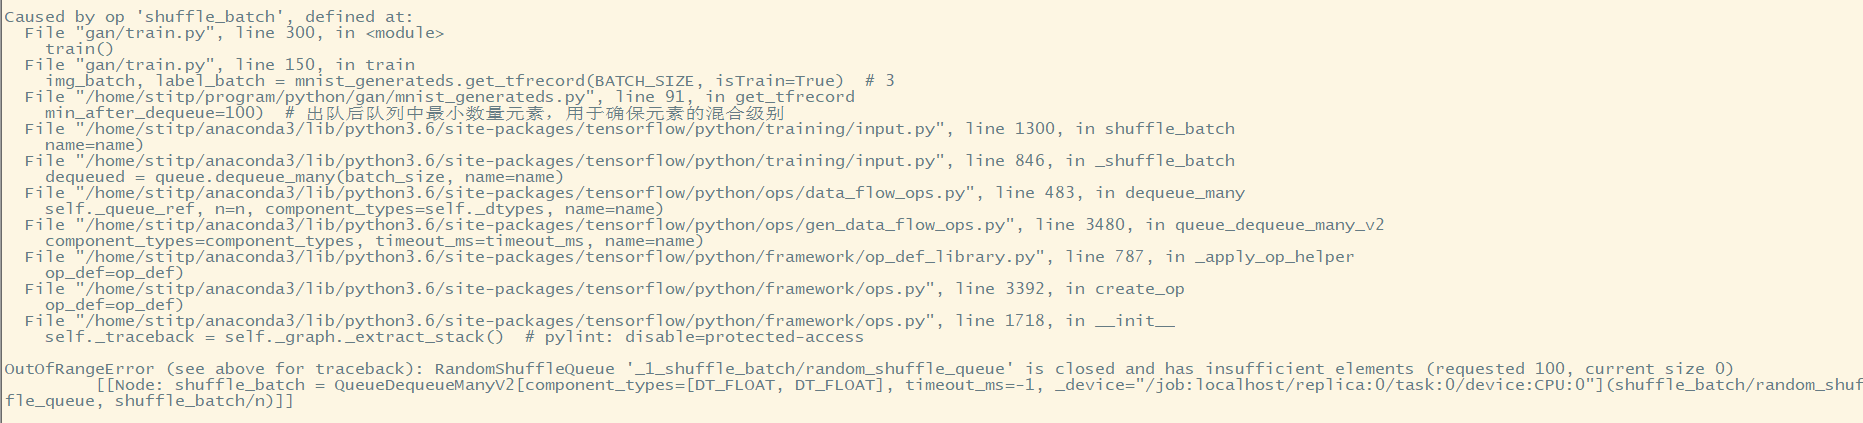 Caused by op 'shuffle_batch', defined at:
  File "gan/train.py", line 300, in <module>
    train()
  File "gan/train.py", line 150, in train
    img_batch, label_batch = mnist_generateds.get_tfrecord(BATCH_SIZE, isTrain=True)  # 3
  File "/home/stitp/program/python/gan/mnist_generateds.py", line 91, in get_tfrecord
    min_after_dequeue=100)  # 出队后队列中最小数量元素，用于确保元素的混合级别
  File "/home/stitp/anaconda3/lib/python3.6/site-packages/tensorflow/python/training/input.py", line 1300, in shuffle_batch
    name=name)
  File "/home/stitp/anaconda3/lib/python3.6/site-packages/tensorflow/python/training/input.py", line 846, in _shuffle_batch
    dequeued = queue.dequeue_many(batch_size, name=name)
  File "/home/stitp/anaconda3/lib/python3.6/site-packages/tensorflow/python/ops/data_flow_ops.py", line 483, in dequeue_many
    self._queue_ref, n=n, component_types=self._dtypes, name=name)
  File "/home/stitp/anaconda3/lib/python3.6/site-packages/tensorflow/python/ops/gen_data_flow_ops.py", line 3480, in queue_dequeue_many_v2
    component_types=component_types, timeout_ms=timeout_ms, name=name)
  File "/home/stitp/anaconda3/lib/python3.6/site-packages/tensorflow/python/framework/op_def_library.py", line 787, in _apply_op_helper
    op_def=op_def)
  File "/home/stitp/anaconda3/lib/python3.6/site-packages/tensorflow/python/framework/ops.py", line 3392, in create_op
    op_def=op_def)
  File "/home/stitp/anaconda3/lib/python3.6/site-packages/tensorflow/python/framework/ops.py", line 1718, in __init__
    self._traceback = self._graph._extract_stack()  # pylint: disable=protected-access

OutOfRangeError (see above for traceback): RandomShuffleQueue '_1_shuffle_batch/random_shuffle_queue' is closed and has insufficient elements (requested 100, current size 0)
         [[Node: shuffle_batch = QueueDequeueManyV2[component_types=[DT_FLOAT, DT_FLOAT], timeout_ms=-1, _device="/job:localhost/replica:0/task:0/device:CPU:0"](shuffle_batch/random_shuf
fle_queue, shuffle_batch/n)]]